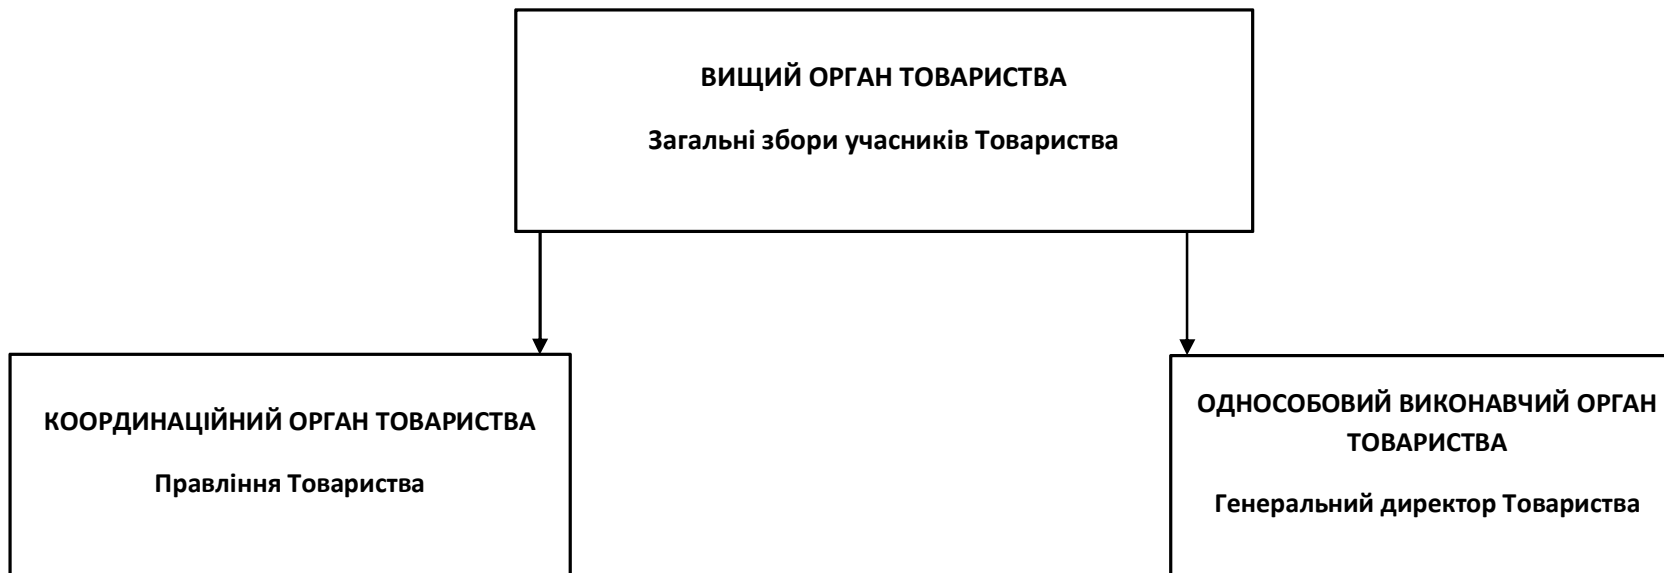 ВИЩИЙ ОРГАН ТОВАРИСТВА
Загальні збори учасників Товариства
КООРДИНАЦІЙНИЙ ОРГАН ТОВАРИСТВА
Правління Товариства
ОДНОСОБОВИЙ ВИКОНАВЧИЙ ОРГАН
ТОВАРИСТВА
Генеральний директор Товариства